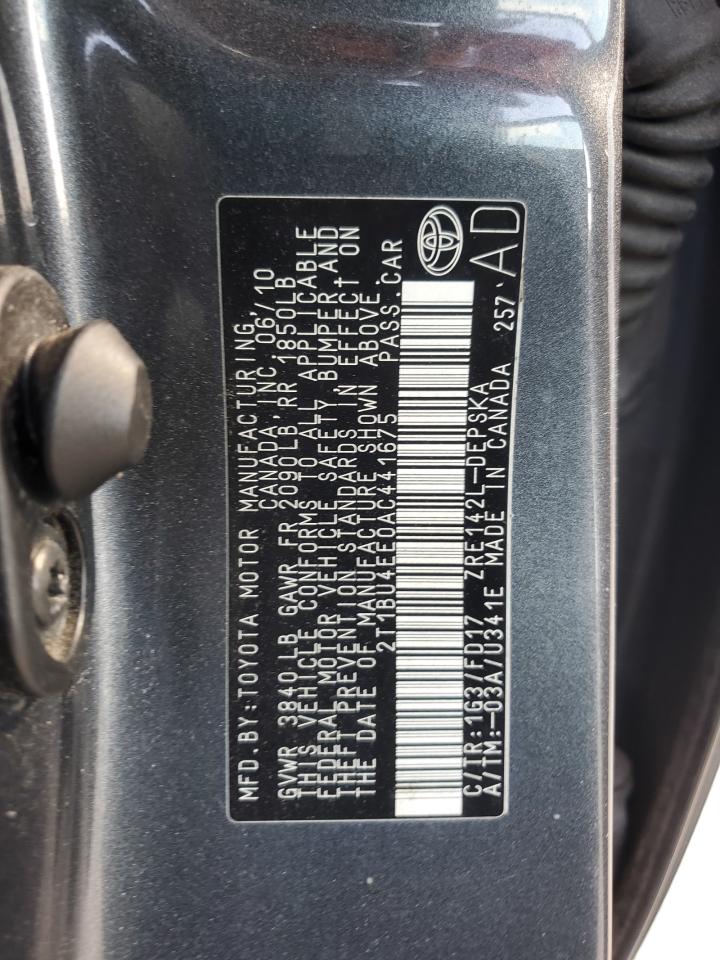 MFD.BY:TOYOTA MOTOR MANUFACTURING
CANADA,INC.06/10
GVWR 3840LB GAWR FR 2090LB,RR 1850LB
THIS VEHICLE CONFORMS TO ALL APPLICABLE
FEDERAL MOTOR VEHICLE SAFETY, BUMPER,AND
THEFT PREVENTION STANDARDS IN EFFECT ON
THE DATE OF MANUFACTURE SHOWN ABOVE.
2T1BU4EE0AC441675 PASS.CAR
C/TR:1G3/FD17 ZRE142L-DEPSKA
A/TM:-03A/U341E MADE IN CANADA 257' AD